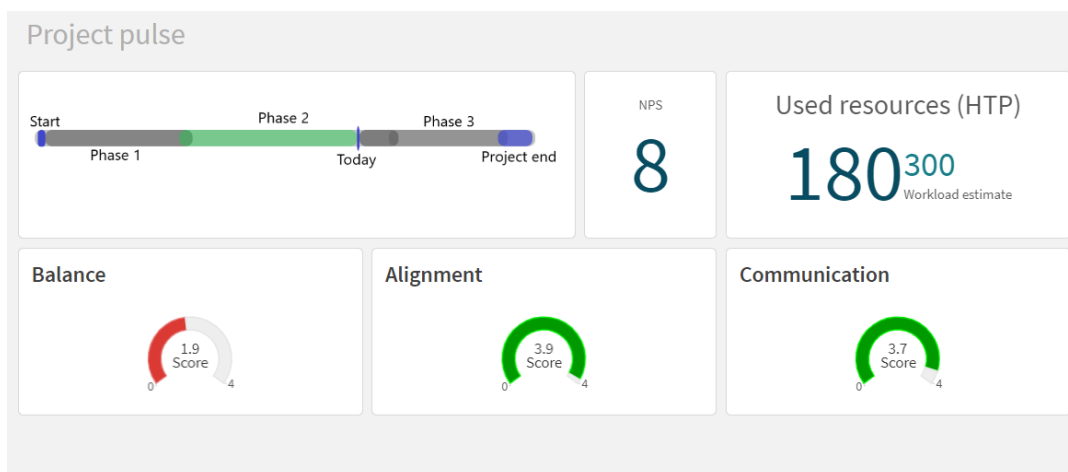 Project pulse
Start
Phase 1
Phase 2
Today
Phase 3
Project end
NPS
8
Used resources (HTP)
180
300
Workload estimate
Balance
1.9
Score
0
4
Alignment
3.9
Score
0
4
Communication
3.7
Score
0
4